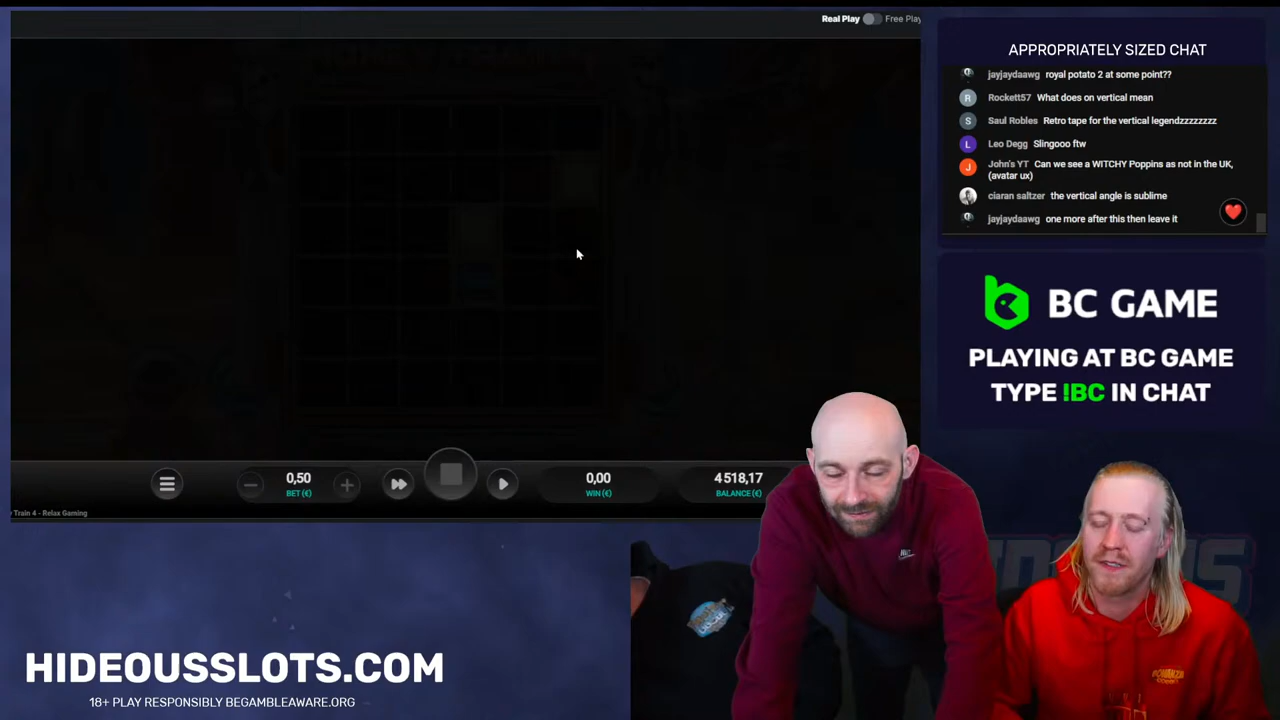 Real Play Free Play
APPROPRIATELY SIZED CHAT
jayjaydaawg royal potato 2 at some point??
R Rockett57 What does on vertical mean
S Saul Robles Retro tape for the vertical legendzzzzzzzz
L Leo Degg Slingooo ftw
J John's YT Can we see a WITCHY Poppins as not in the UK,
(avatar ux)
ciaran saltzer the vertical angle is sublime
jayjaydaawg one more after this then leave it
BC GAME
PLAYING AT BC GAME
TYPE !BC IN CHAT
0,50
BET (€)
0,00
WIN (€)
4 518,17
BALANCE (€)
Train 4 - Relax Gaming
HIDEOUSSLOTS.COM
18+ PLAY RESPONSIBLY BEGAMBLEAWARE.ORG